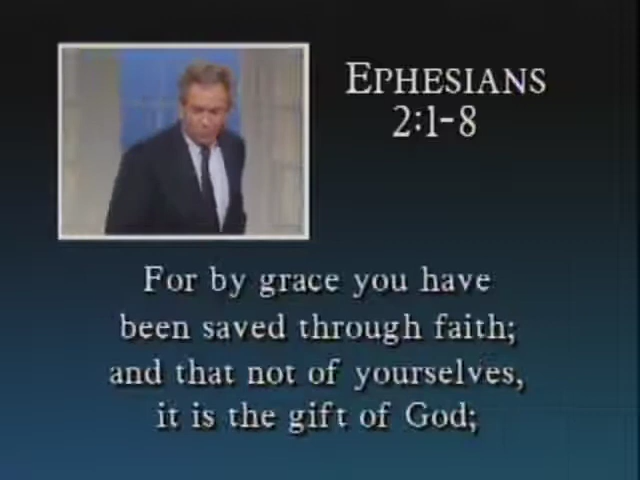 EPHESIANS
2:1-8
For by grace you have
been saved through faith;
and that not of yourselves,
it is the gift of God;